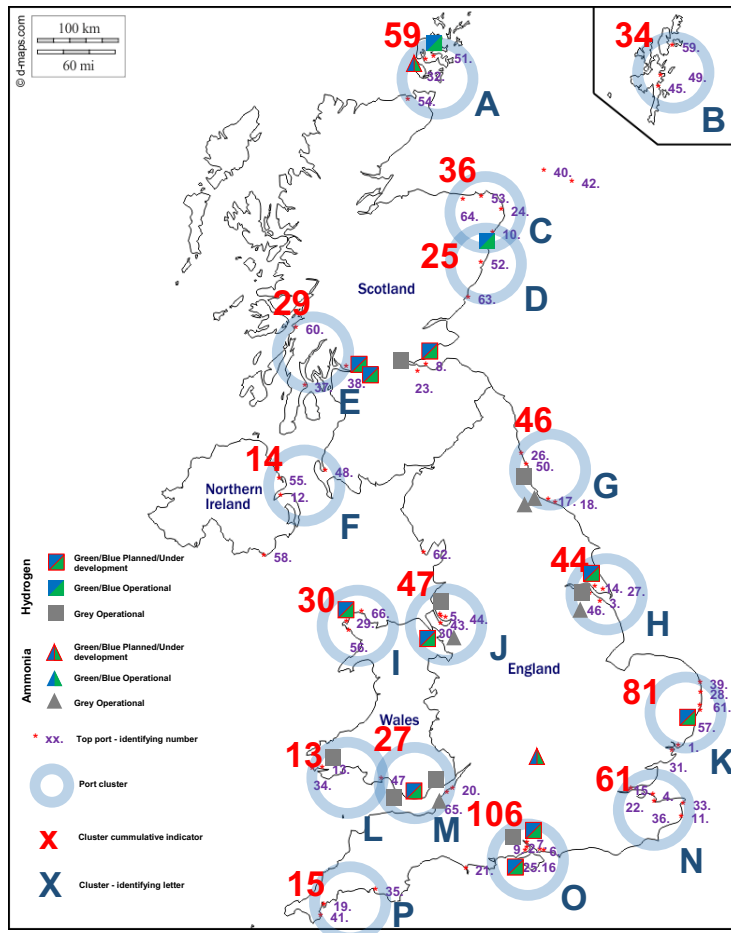 100 km
60 mi
© d-maps.com
59
51.
32.
54.
A
34
59.
49.
45.
B
40.
42.
36
53.
64.
24.
C
10.
25
52.
Scotland
D
63.
29
60.
8.
37.
38.
23.
E
46
26.
50.
14
55.
48.
G
Northern
Ireland
12.
17.
18.
F
58.
62.
44
14.
27.
46.
3.
H
Hydrogen
Green/Blue Planned/Under
development
Green/Blue Operational
Grey Operational
Ammonia
Green/Blue Planned/Under
development
Green/Blue Operational
Grey Operational
Top port - identifying number
xx.
Port cluster
X
Cluster cummulative indicator
X
Cluster - identifying letter
30
66.
29.
56.
I
47
5.
44.
43.
30.
J
England
81
39.
28.
61.
57.
1.
31.
K
Wales
13
13.
34.
L
27
47.
20.
65.
M
61
15.
4.
22.
33.
36.
11.
N
106
27.
9.
6.
25.
16
21.
O
15
35.
19.
41.
P